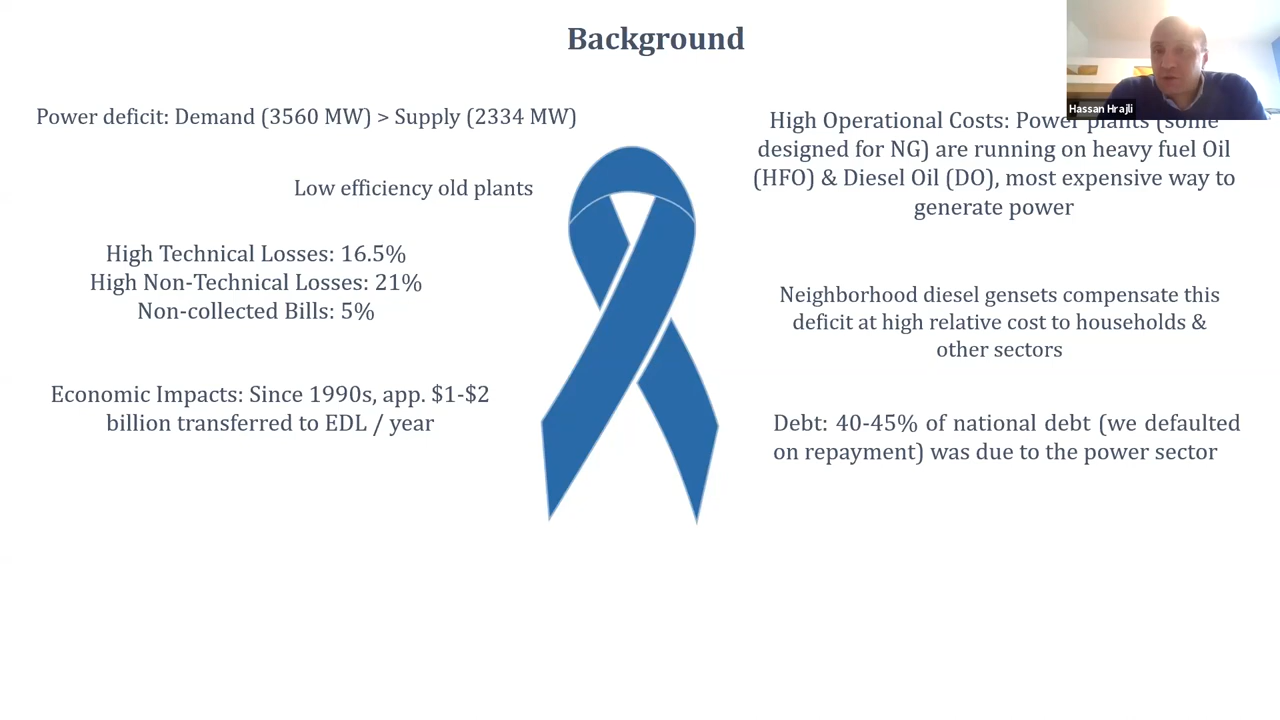 Background
Hassan Hrajli
Power deficit: Demand (3560 MW) > Supply (2334 MW)
Low efficiency old plants
High Technical Losses: 16.5%
High Non-Technical Losses: 21%
Non-collected Bills: 5%
Economic Impacts: Since 1990s, app. $1-$2
billion transferred to EDL / year
High Operational Costs: Power plants (some
designed for NG) are running on heavy fuel Oil
(HFO) & Diesel Oil (DO), most expensive way to
generate power
Neighborhood diesel gensets compensate this
deficit at high relative cost to households &
other sectors
Debt: 40-45% of national debt (we defaulted
on repayment) was due to the power sector